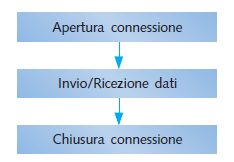 Apertura connessione
Invio/Ricezione dati
Chiusura connessione